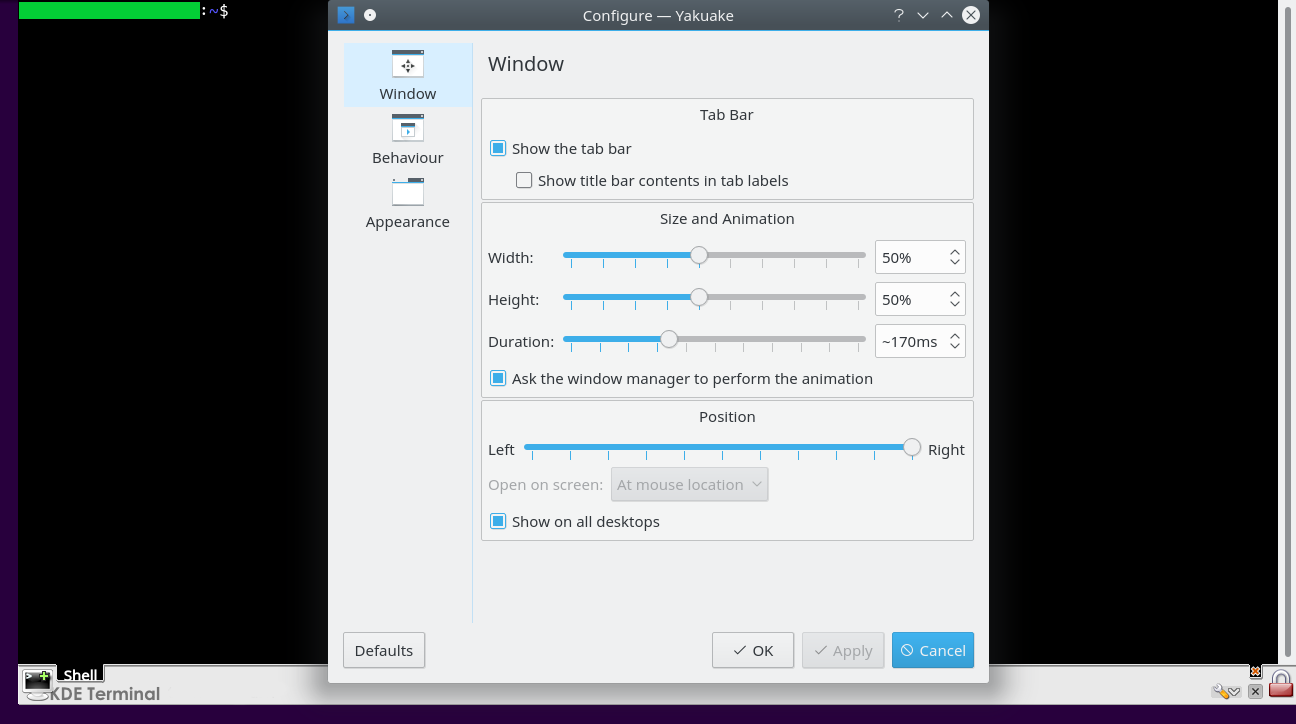 :~$
Configure — Yakuake
Window
Behaviour
Appearance
Window
Tab Bar
Show the tab bar
Show title bar contents in tab labels
Size and Animation
Width: 50%
Height: 50%
Duration: ~170ms
Ask the window manager to perform the animation
Position
Left Right
Open on screen: At mouse location
Show on all desktops
Defaults OK Apply Cancel
Shell
KDE Terminal